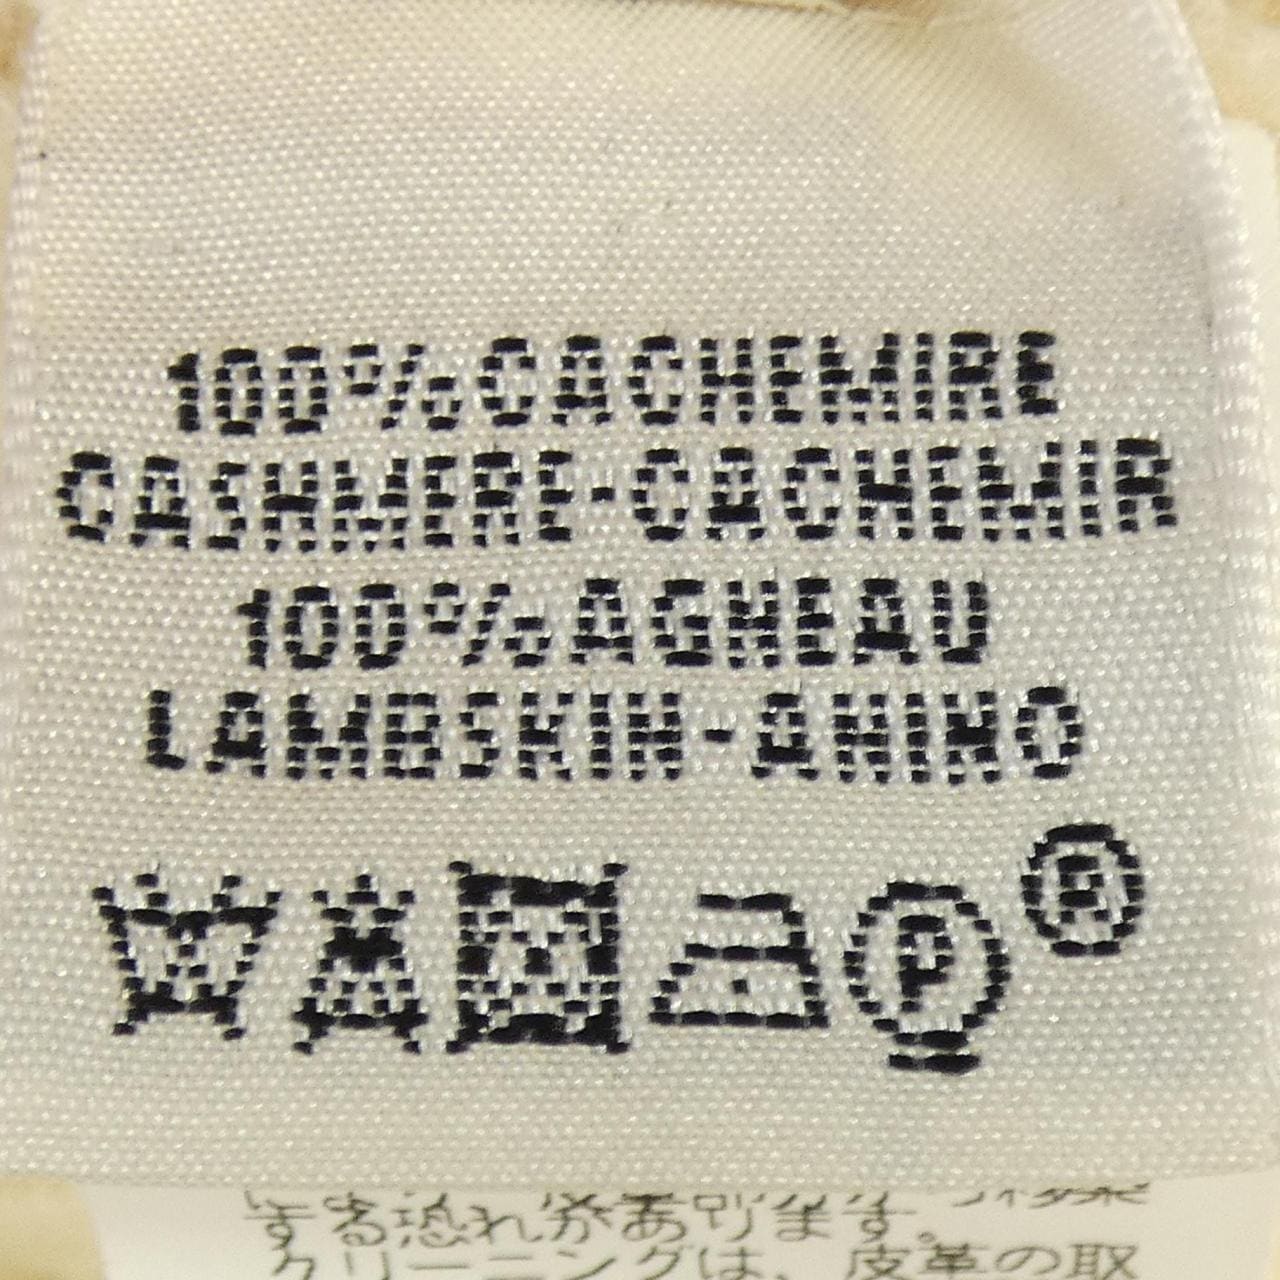 100%CACHEMIRE
CASHMERE-CACHEMIR
100%AGNEAU
LAMBSKIN-AHINO
P
®
する恐れがあります。
クリーニングは、皮革の取